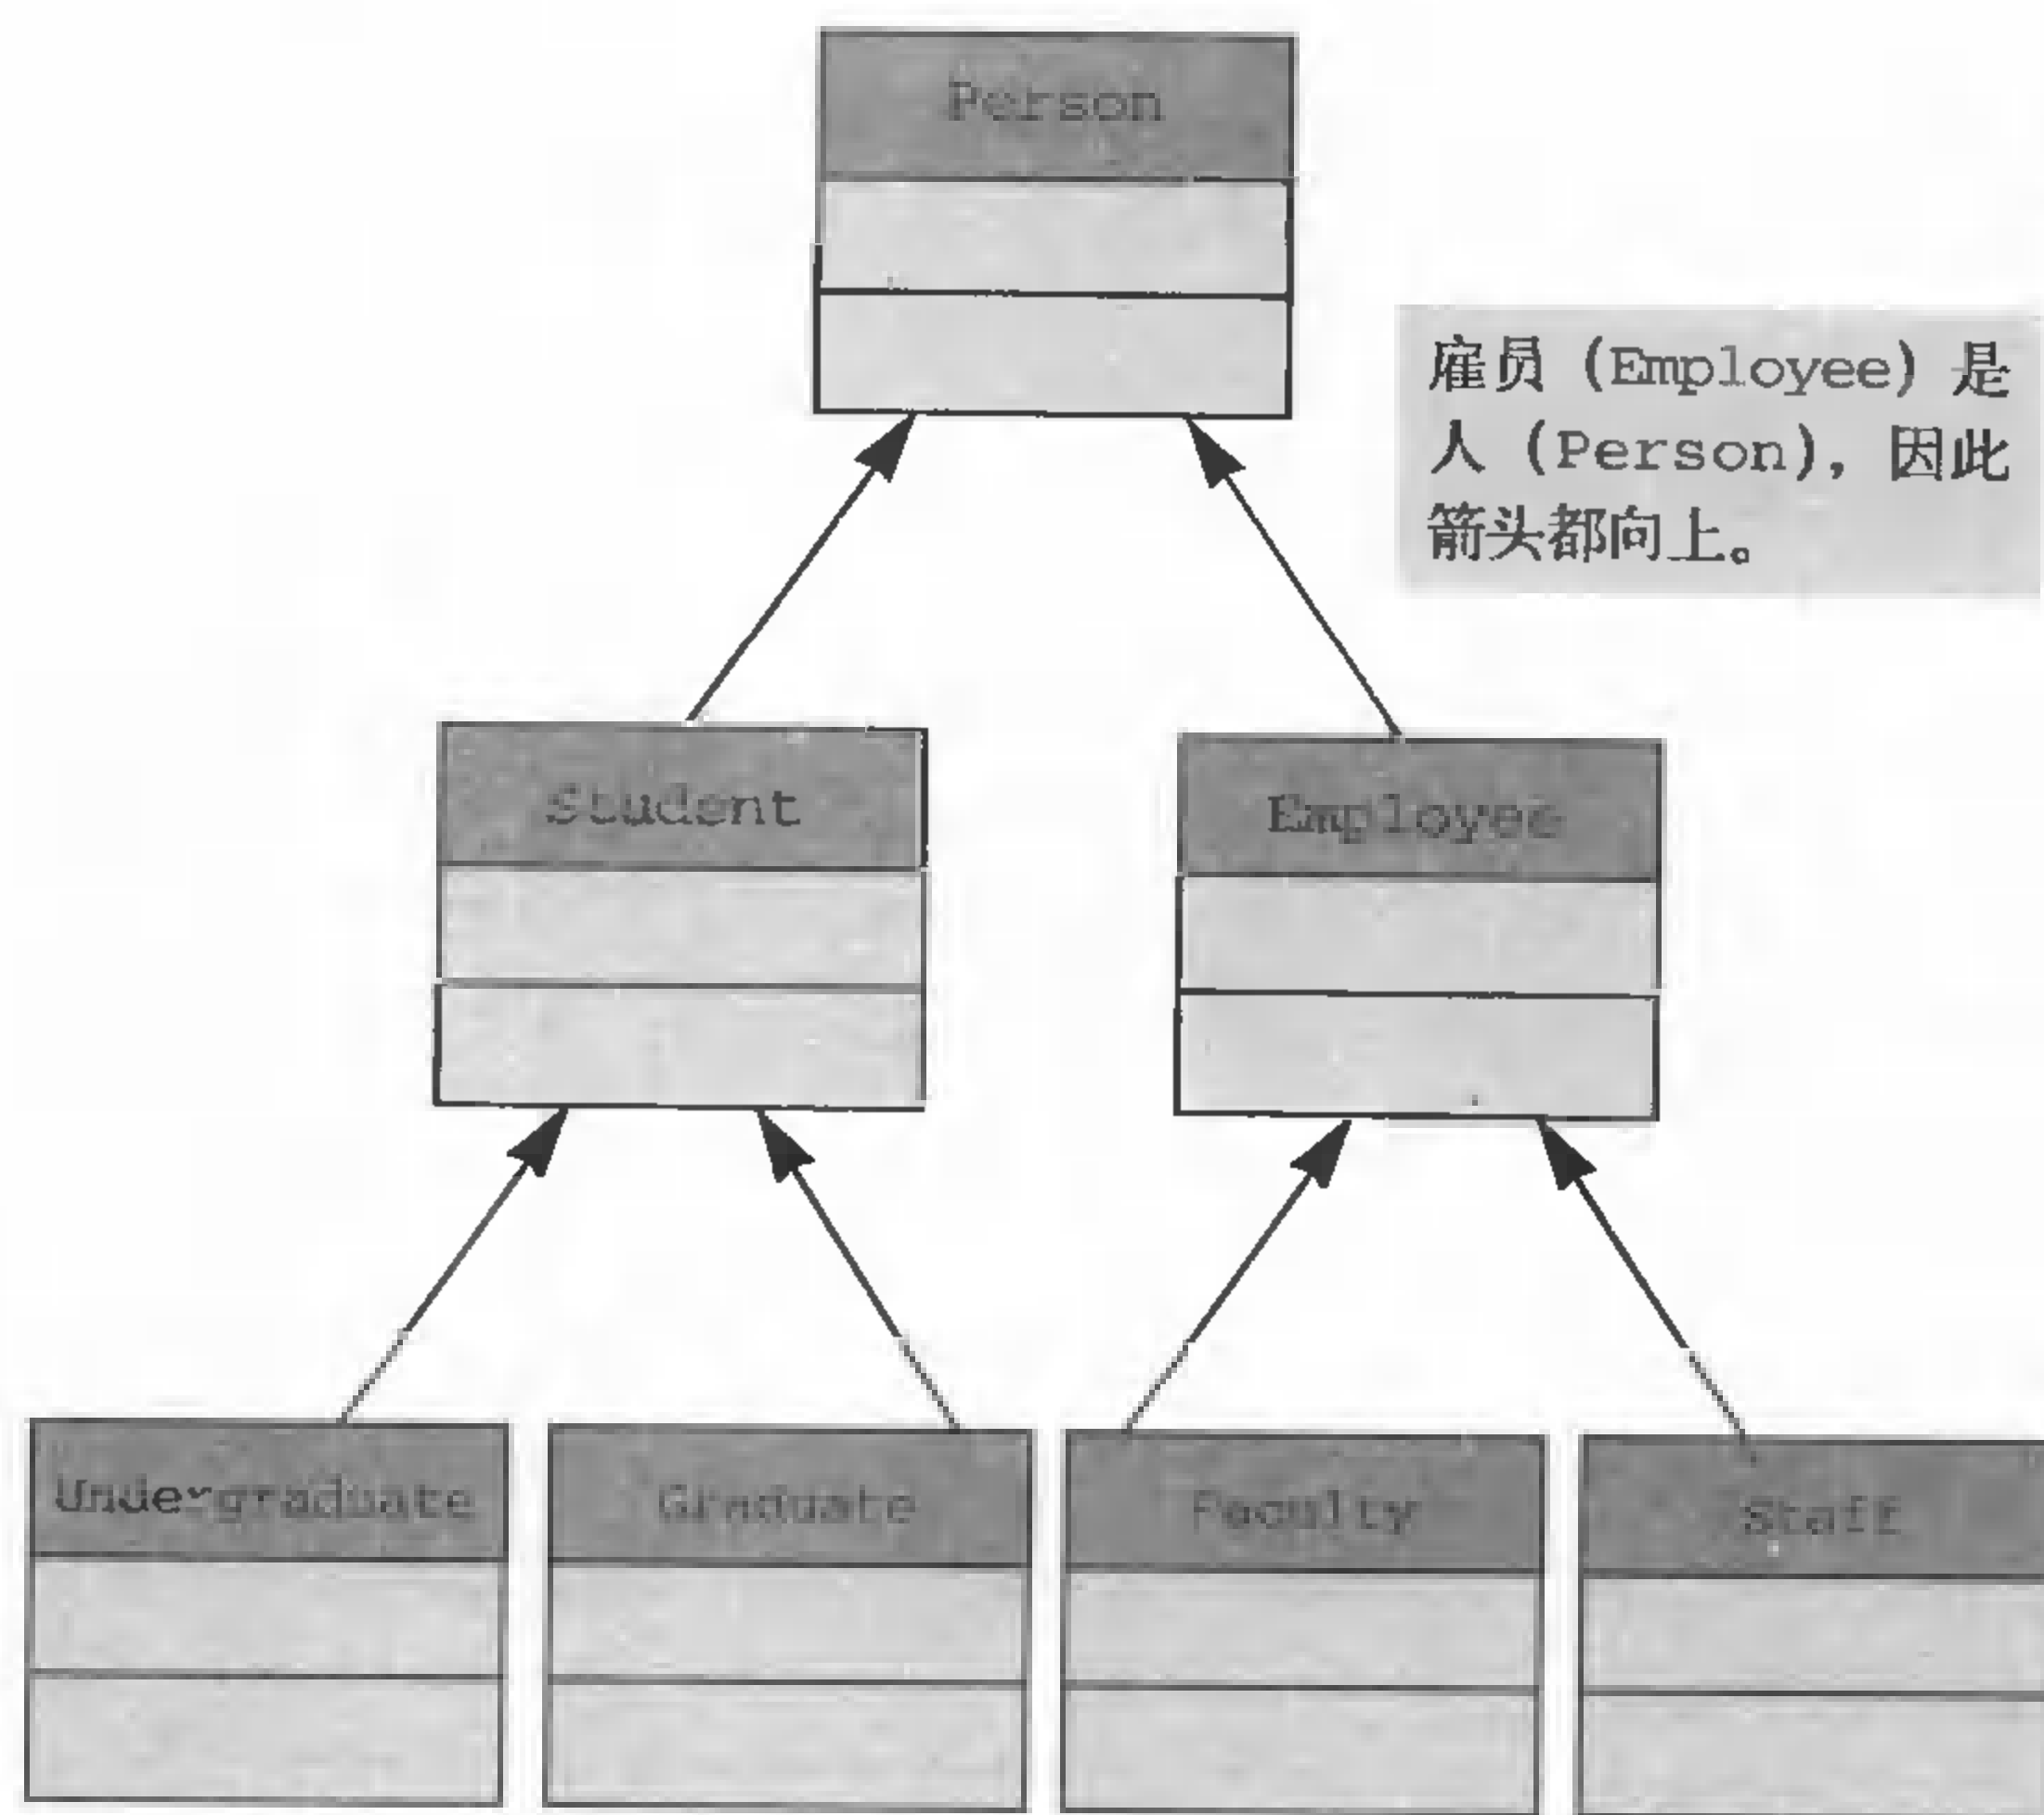 Person
雇员 (Employee) 是
人 (Person), 因此
箭头都向上。
Student
Employee
Undergraduate
Graduate
Faculty
Staff